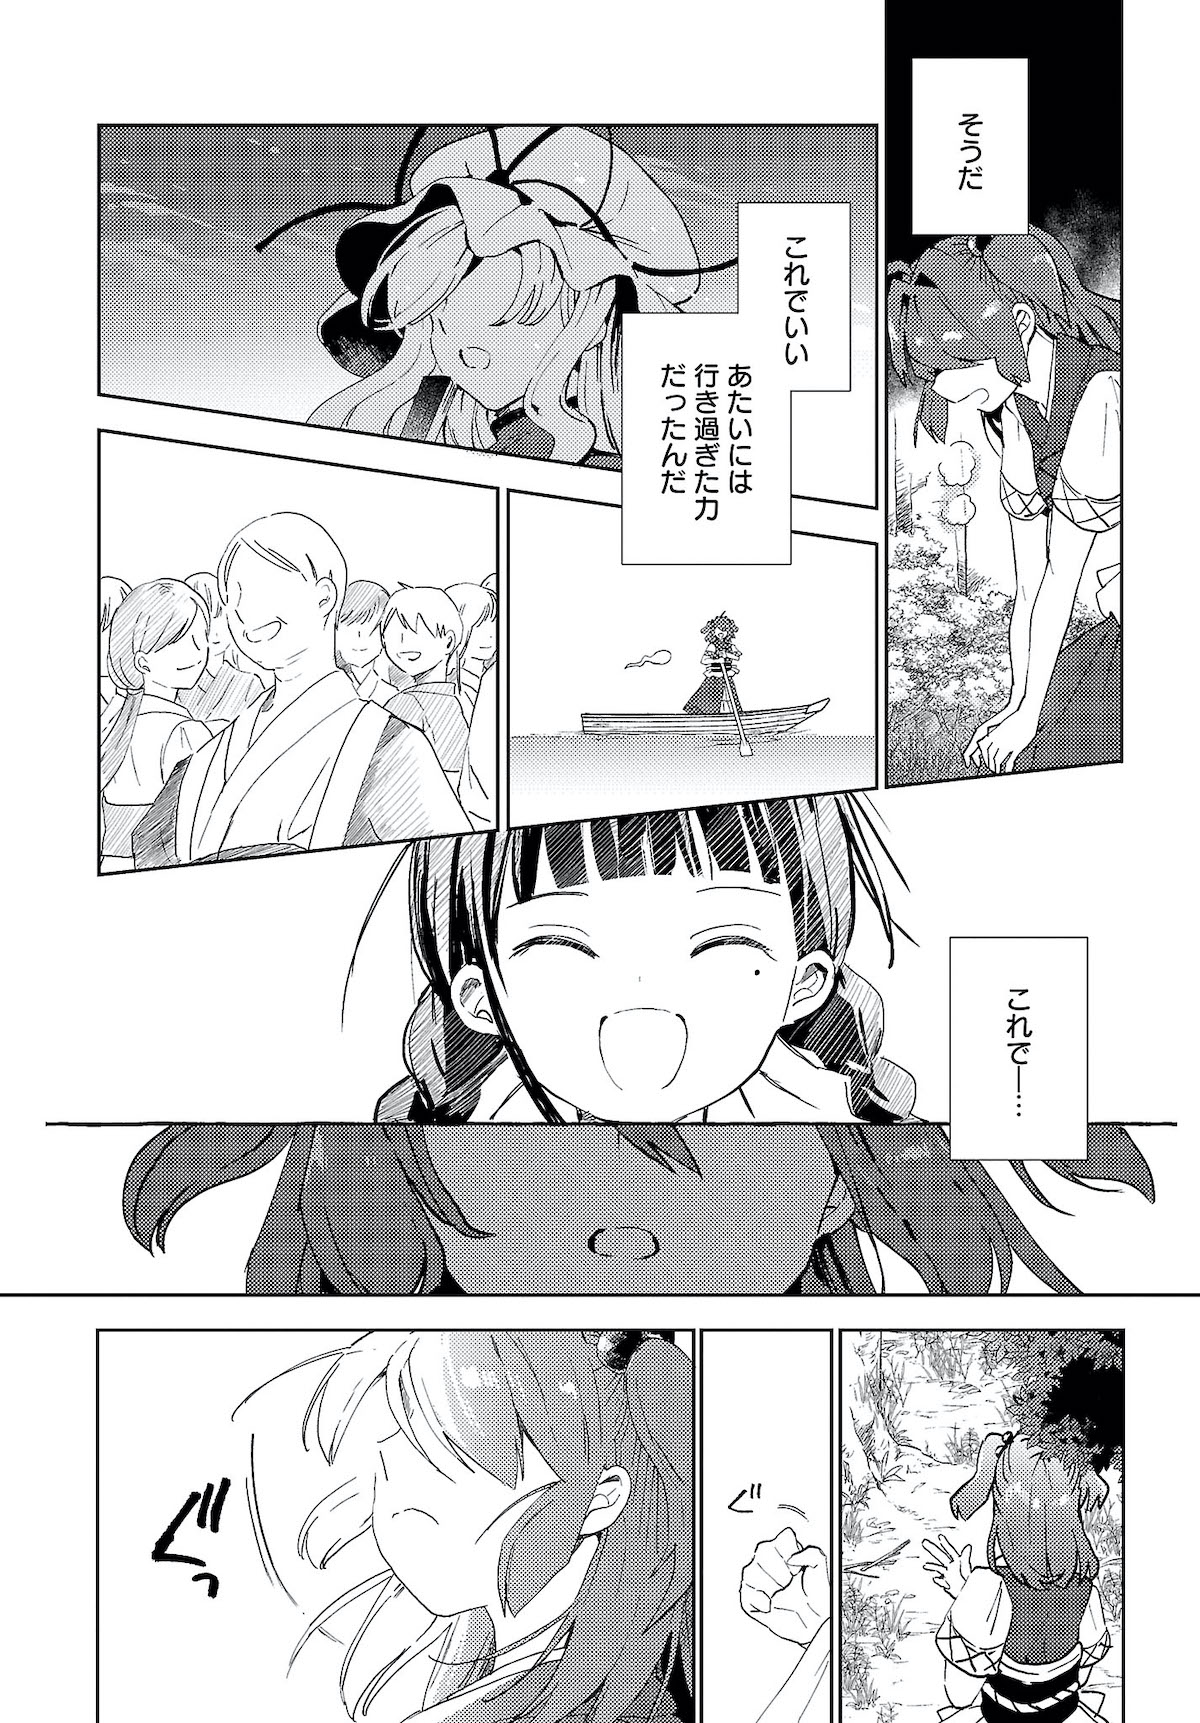 そうだ
これでいい
あたいには
行き過ぎた力
だったんだ
これで―…
ぐ
ぐっ